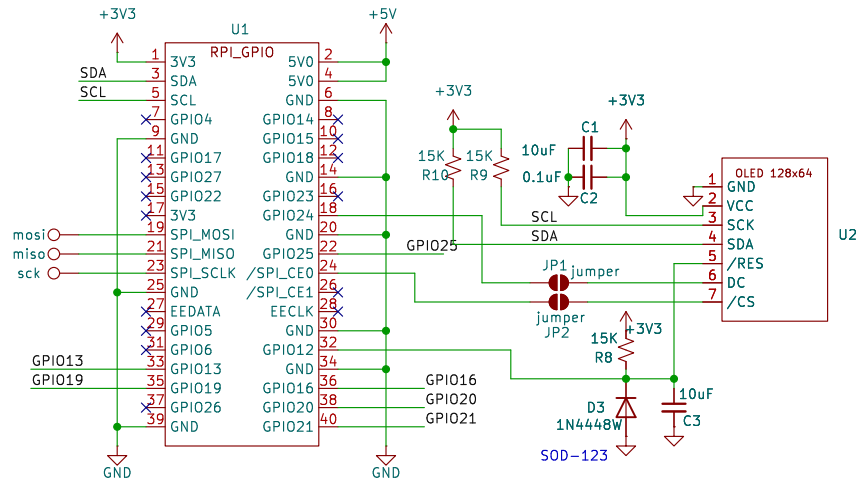 +3V3
U1
+5V
RPI_GPIO
1 3V3 5V0 2
SDA 3 SDA 5V0 4
SCL 5 SCL GND 6
7 GPIO4 GPIO14 8
9 GND GPIO15 10
11 GPIO17 GPIO18 12
13 GPIO27 GND 14
15 GPIO22 GPIO23 16
17 3V3 GPIO24 18
mosi 19 SPI_MOSI GND 20
miso 21 SPI_MISO GPIO25 22 GPIO25
sck 23 SPI_SCLK /SPI_CE0 24
25 GND /SPI_CE1 26
27 EEDATA EECLK 28
29 GPIO5 GND 30
31 GPIO6 GPIO12 32
GPIO13 33 GPIO13 GND 34
GPIO19 35 GPIO19 GPIO16 36 GPIO16
37 GPIO26 GPIO20 38 GPIO20
39 GND GPIO21 40 GPIO21
GND
GND
+3V3
15K
R10
15K
R9
+3V3
C1
10uF
0.1uF
C2
OLED 128x64
1 GND
2 VCC
SCL 3 SCK
SDA 4 SDA
5 /RES
6 DC
7 /CS
U2
JP1
jumper
jumper
JP2
+3V3
15K
R8
D3
1N4448W
SOD-123
10uF
C3